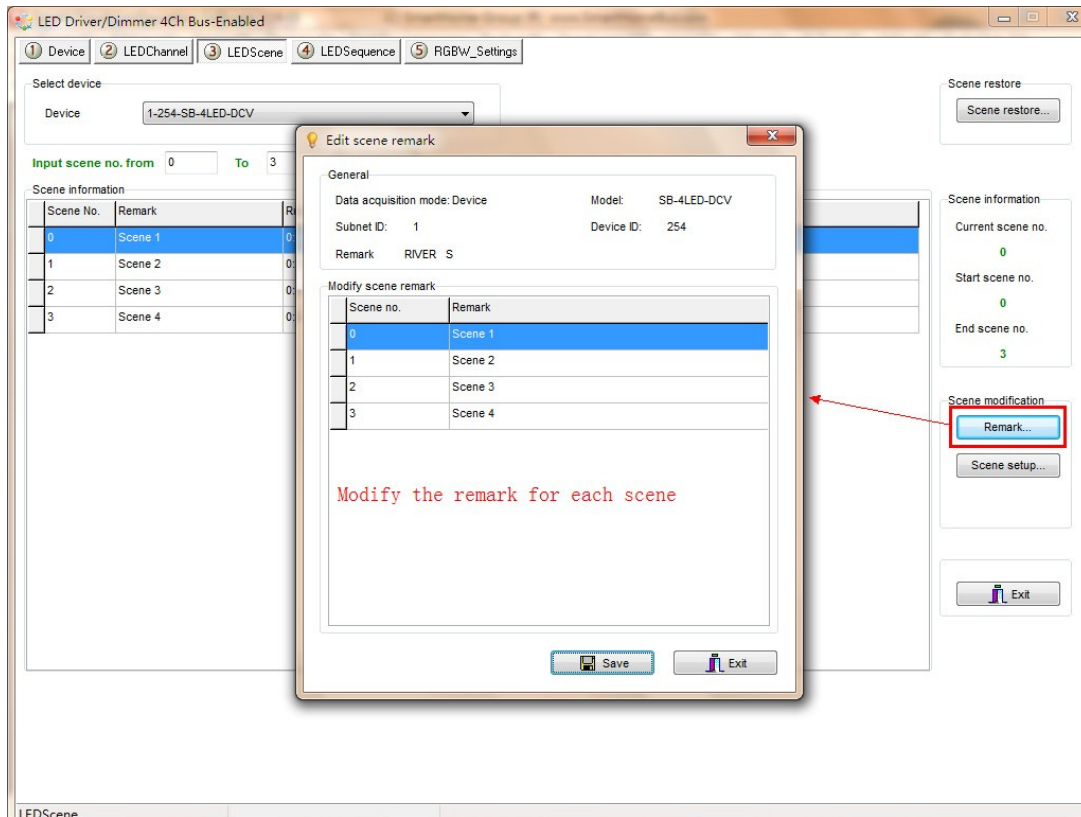 LED Driver/Dimmer 4Ch Bus-Enabled
1 Device 2 LEDChannel 3 LEDScene 4 LEDSequence 5 RGBW_Settings
Select device
Device 1-254-SB-4LED-DCV
Scene restore
Scene restore...
Input scene no. from 0 To 3
Scene information
Scene No. Remark
0 Scene 1 0:
1 Scene 2 0:
2 Scene 3 0:
3 Scene 4 0:
Edit scene remark
General
Data acquisition mode: Device Model: SB-4LED-DCV
Subnet ID: 1 Device ID: 254
Remark RIVER S
Modify scene remark
Scene no. Remark
0 Scene 1
1 Scene 2
2 Scene 3
3 Scene 4
Modify the remark for each scene
Save Exit
Scene information
Current scene no.
0
Start scene no.
0
End scene no.
3
Scene modification
Remark...
Scene setup...
Exit
LEDScene